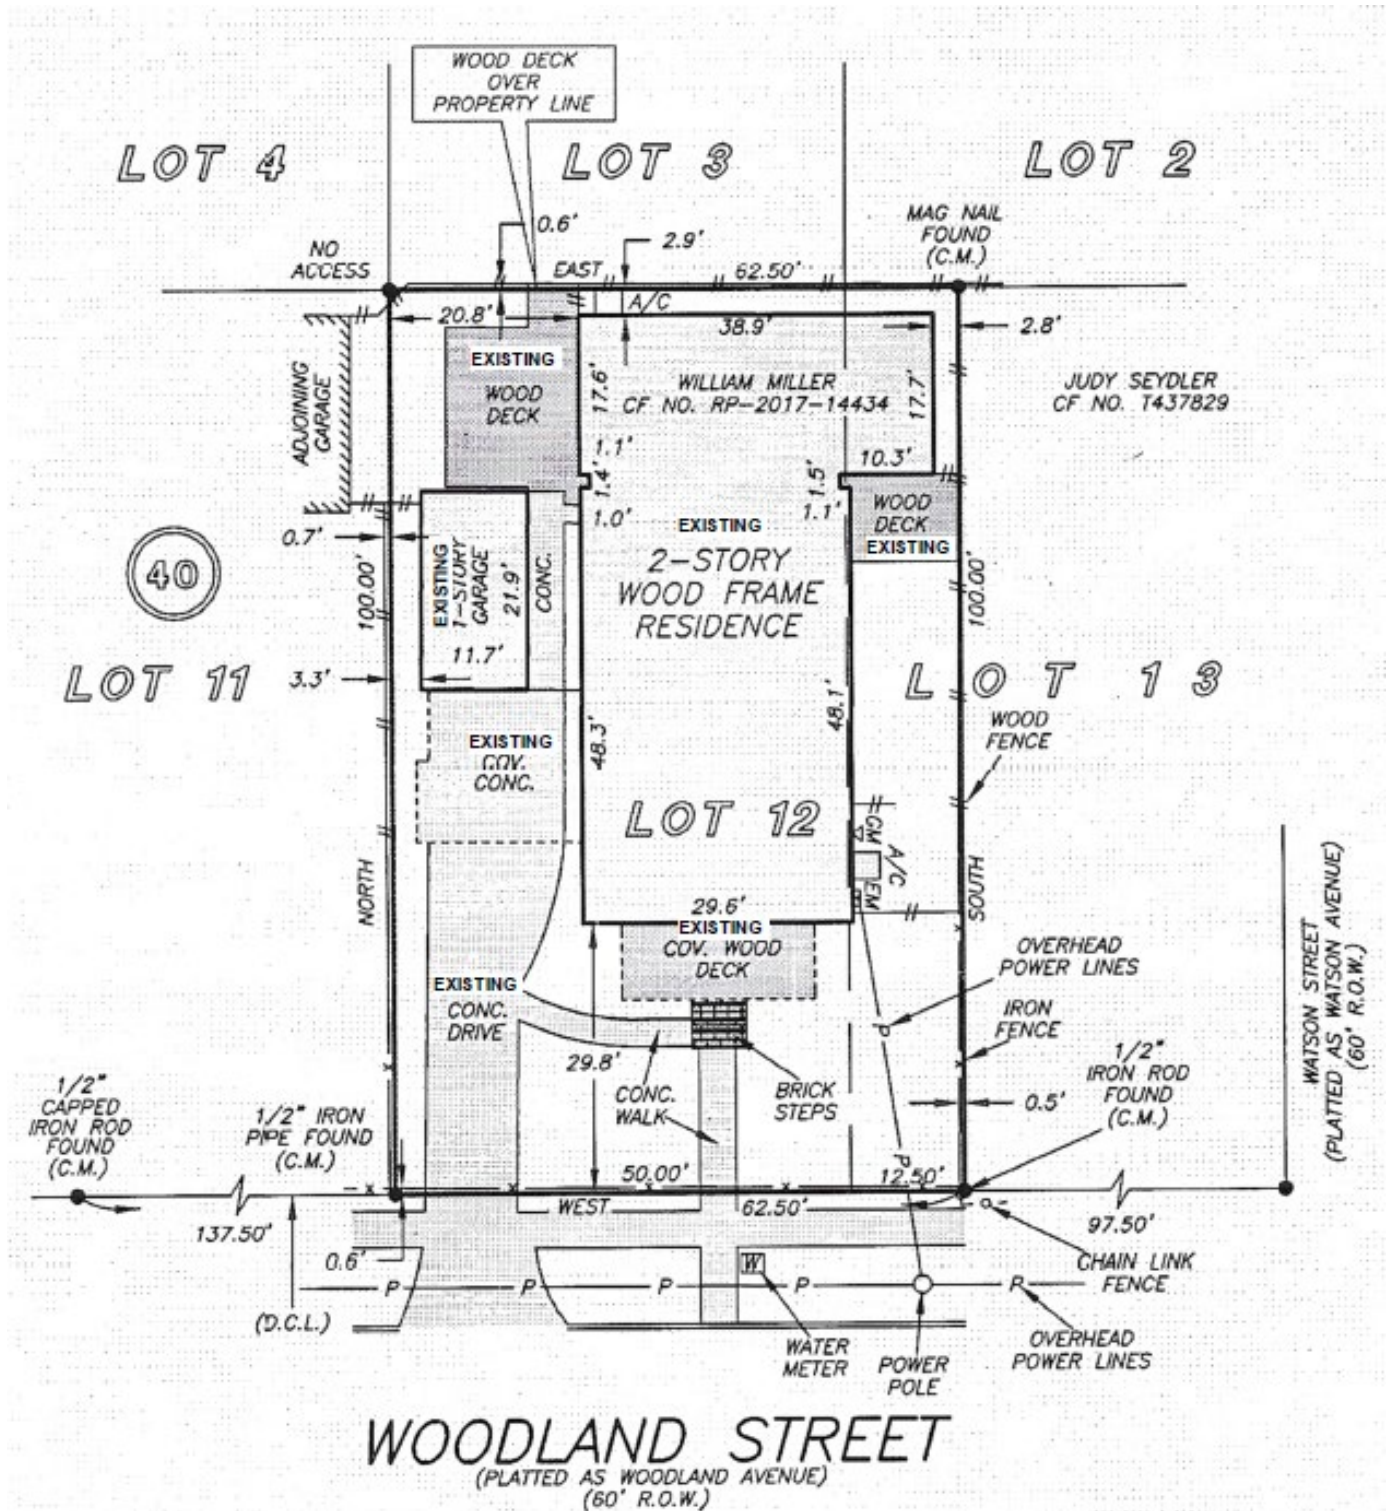 WOOD DECK
OVER
PROPERTY LINE
LOT 4
LOT 3
LOT 2
MAG NAIL
FOUND
(C.M.)
0.6'
2.9'
NO
ACCESS
EAST
62.50'
A/C
20.8'
38.9'
2.8'
EXISTING
WOOD
DECK
17.6'
WILLIAM MILLER
CF NO. RP-2017-14434
17.7'
JUDY SEYDLER
CF NO. T437829
ADJOINING
GARAGE
1.1'
1.4'
1.0'
10.3'
1.5'
1.1'
WOOD
DECK
EXISTING
0.7'
40
100.00'
EXISTING
1-STORY
GARAGE
21.9'
11.7'
CONC.
EXISTING
2-STORY
WOOD FRAME
RESIDENCE
100.00'
LOT 11
3.3'
LOT 13
WOOD
FENCE
EXISTING
COV.
CONC.
48.3'
48.1'
LOT 12
GM
A/C
EM
NORTH
SOUTH
29.6'
EXISTING
COV. WOOD
DECK
OVERHEAD
POWER LINES
WATSON STREET
(PLATTED AS WATSON AVENUE)
(60' R.O.W.)
EXISTING
CONC.
DRIVE
P
IRON
FENCE
29.8'
CONC.
WALK
BRICK
STEPS
1/2"
IRON ROD
FOUND
(C.M.)
0.5'
1/2"
CAPPED
IRON ROD
FOUND
(C.M.)
1/2" IRON
PIPE FOUND
(C.M.)
P
50.00'
12.50'
WEST
62.50'
137.50'
97.50'
0.6'
W
CHAIN LINK
FENCE
P P P P P
(D.C.L.)
WATER
METER
POWER
POLE
OVERHEAD
POWER LINES
WOODLAND STREET
(PLATTED AS WOODLAND AVENUE)
(60' R.O.W.)